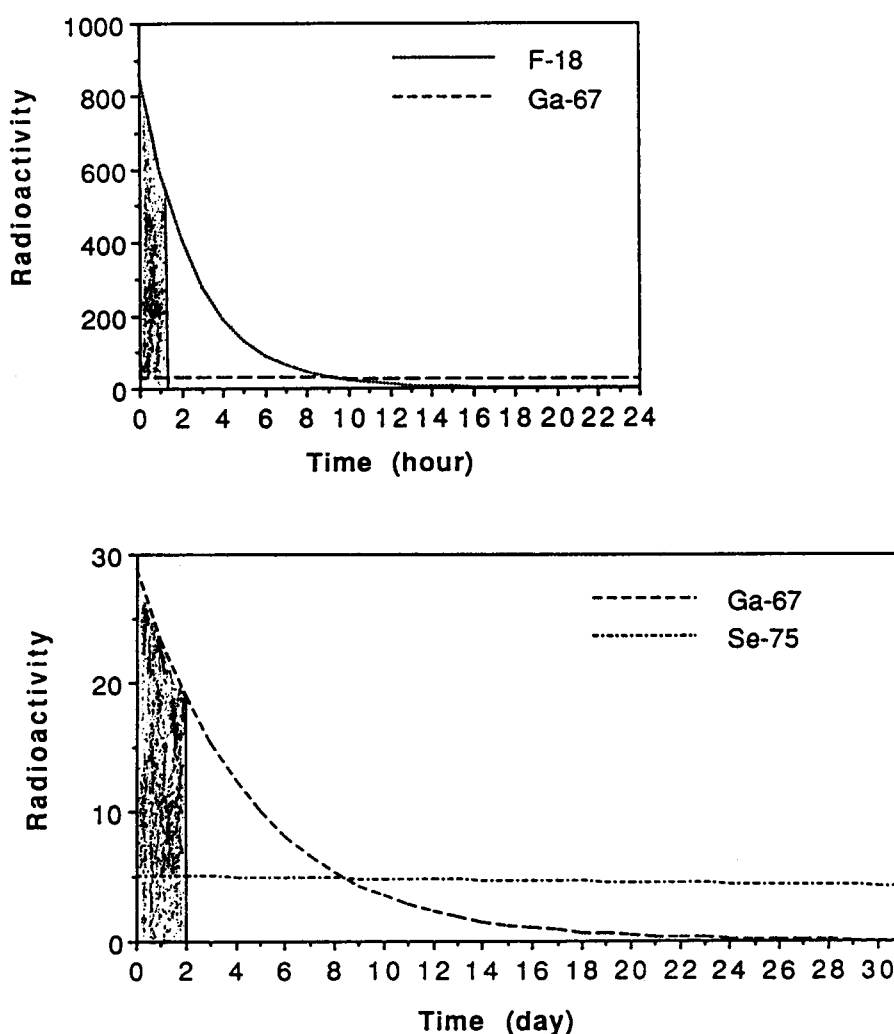 1000
800
600
400
200
0
Radioactivity
F-18
Ga-67
0 2 4 6 8 10 12 14 16 18 20 22 24
Time (hour)
30
20
10
0
Radioactivity
Ga-67
Se-75
0 2 4 6 8 10 12 14 16 18 20 22 24 26 28 30
Time (day)